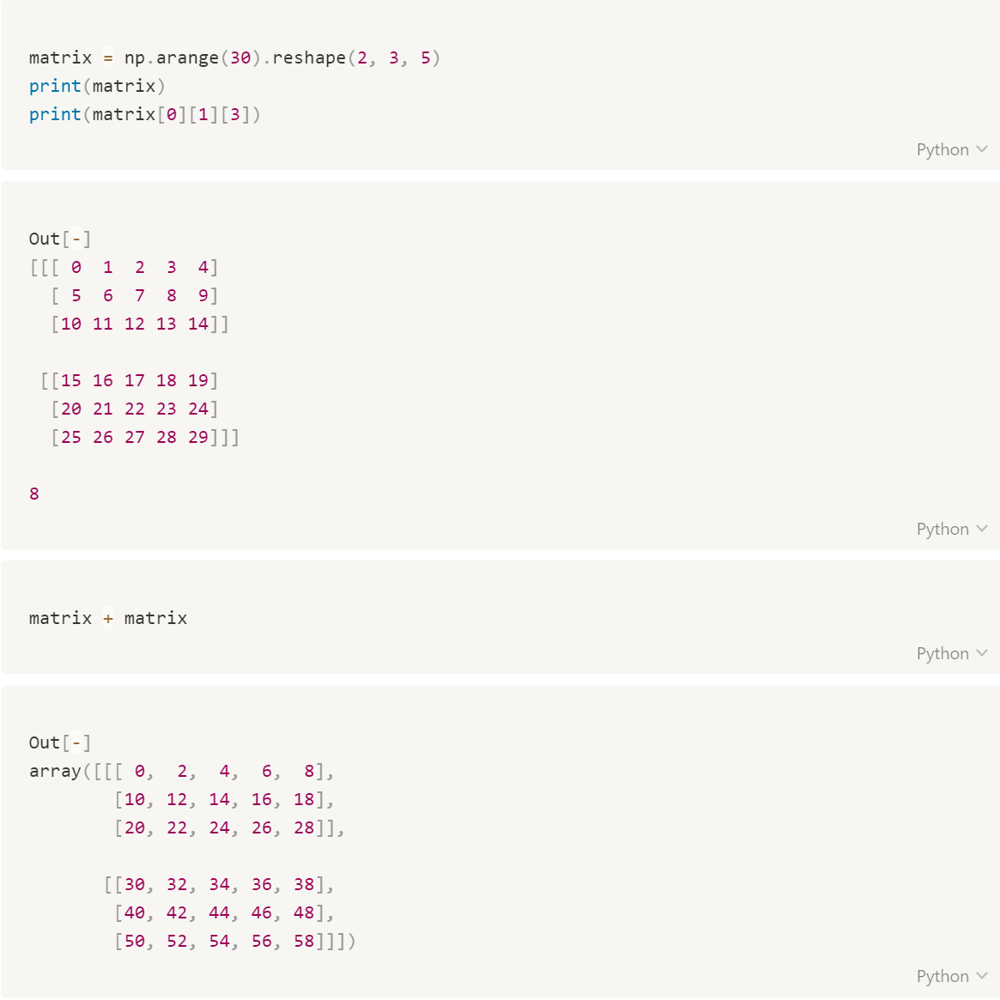 matrix = np.arange(30).reshape(2, 3, 5)
print(matrix)
print(matrix[0][1][3])
Python
Out[-]
[[[ 0  1  2  3  4]
  [ 5  6  7  8  9]
  [10 11 12 13 14]]
 [[15 16 17 18 19]
  [20 21 22 23 24]
  [25 26 27 28 29]]]
8
Python
matrix + matrix
Python
Out[-]
array([[[ 0,  2,  4,  6,  8],
        [10, 12, 14, 16, 18],
        [20, 22, 24, 26, 28]],
       [[30, 32, 34, 36, 38],
        [40, 42, 44, 46, 48],
        [50, 52, 54, 56, 58]]])
Python